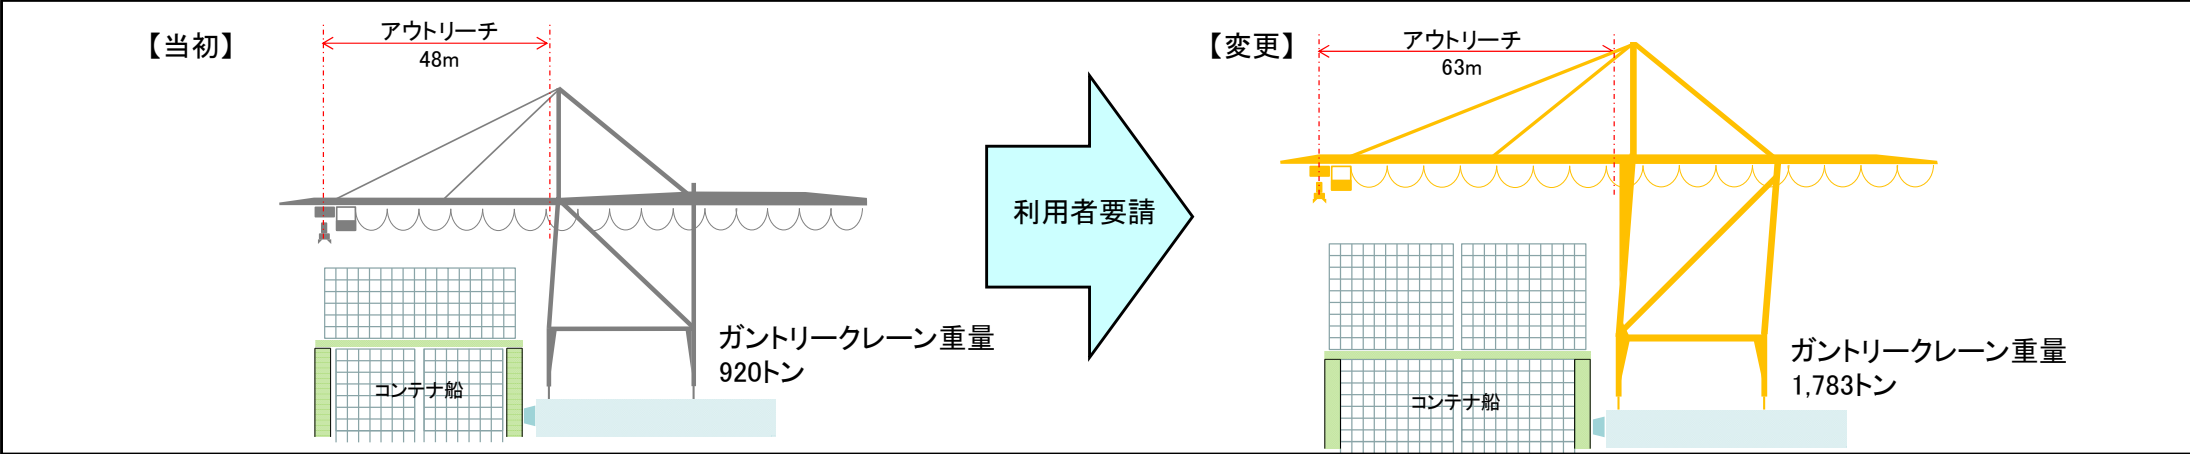 【当初】
アウトリーチ
48m
ガントリークレーン重量
920トン
コンテナ船
利用者要請
【変更】
アウトリーチ
63m
ガントリークレーン重量
1,783トン
コンテナ船